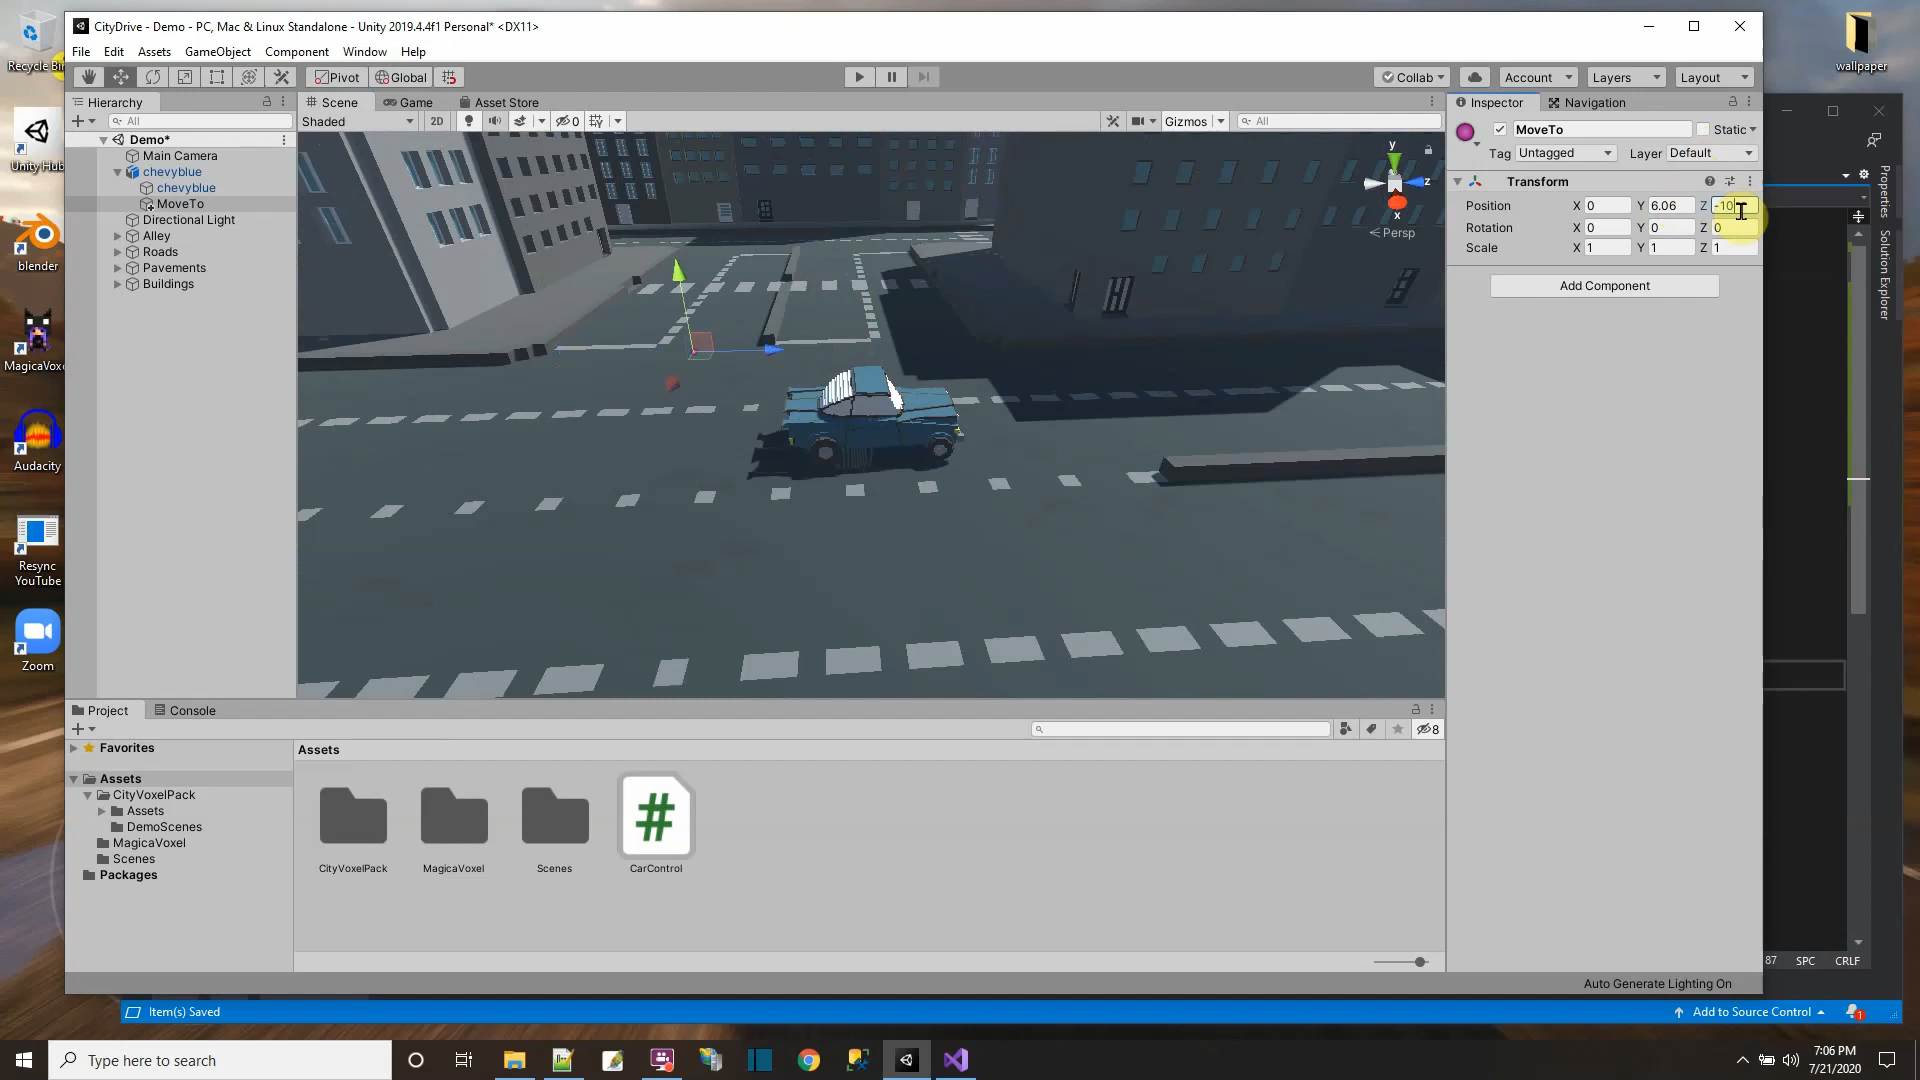 Recycle Bin
CityDrive - Demo - PC, Mac & Linux Standalone - Unity 2019.4.4f1 Personal* <DX11>
wallpaper
File Edit Assets GameObject Component Window Help
Pivot Global Collab Account Layers Layout
Hierarchy Scene Game Asset Store Inspector Navigation
All Shaded 2D 0 Gizmos All
Demo*
Main Camera
chevyblue
chevyblue
MoveTo
Directional Light
Alley
Roads
Pavements
Buildings
y
z
x
Persp
MoveTo Static
Tag Untagged Layer Default
Transform
Position X 0 Y 6.06 Z -10
Rotation X 0 Y 0 Z 0
Scale X 1 Y 1 Z 1
Add Component
Properties
Solution Explorer
Unity Hub
blender
MagicaVox
Audacity
Resync
YouTube
Zoom
Project Console
8
Favorites
Assets
CityVoxelPack
Assets
DemoScenes
MagicaVoxel
Scenes
Packages
Assets
CityVoxelPack MagicaVoxel Scenes CarControl
#
87 SPC CRLF
Auto Generate Lighting On
Item(s) Saved Add to Source Control 1
Type here to search
7:06 PM
7/21/2020